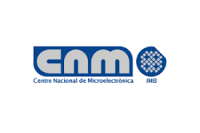 cnm
Centre Nacional de Microelectrònica
IMB